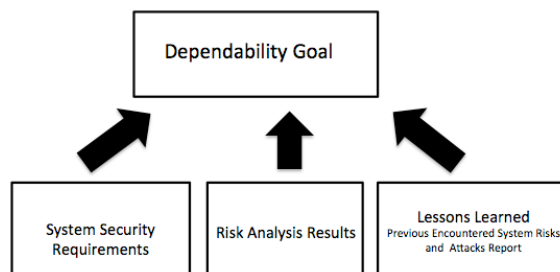 Dependability Goal
System Security
Requirements
Risk Analysis Results
Lessons Learned
Previous Encountered System Risks
and Attacks Report